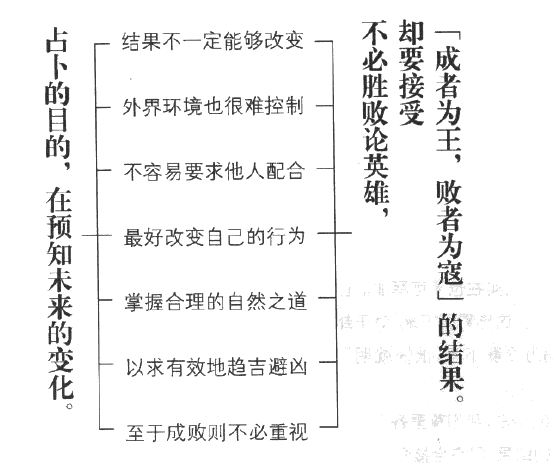 占卜的目的，在预知未来的变化。
结果不一定能够改变
外界环境也很难控制
不容易要求他人配合
最好改变自己的行为
掌握合理的自然之道
以求有效地趋吉避凶
至于成败则不必重视
不必胜败论英雄，
却要接受
「成者为王，败者为寇」的结果。